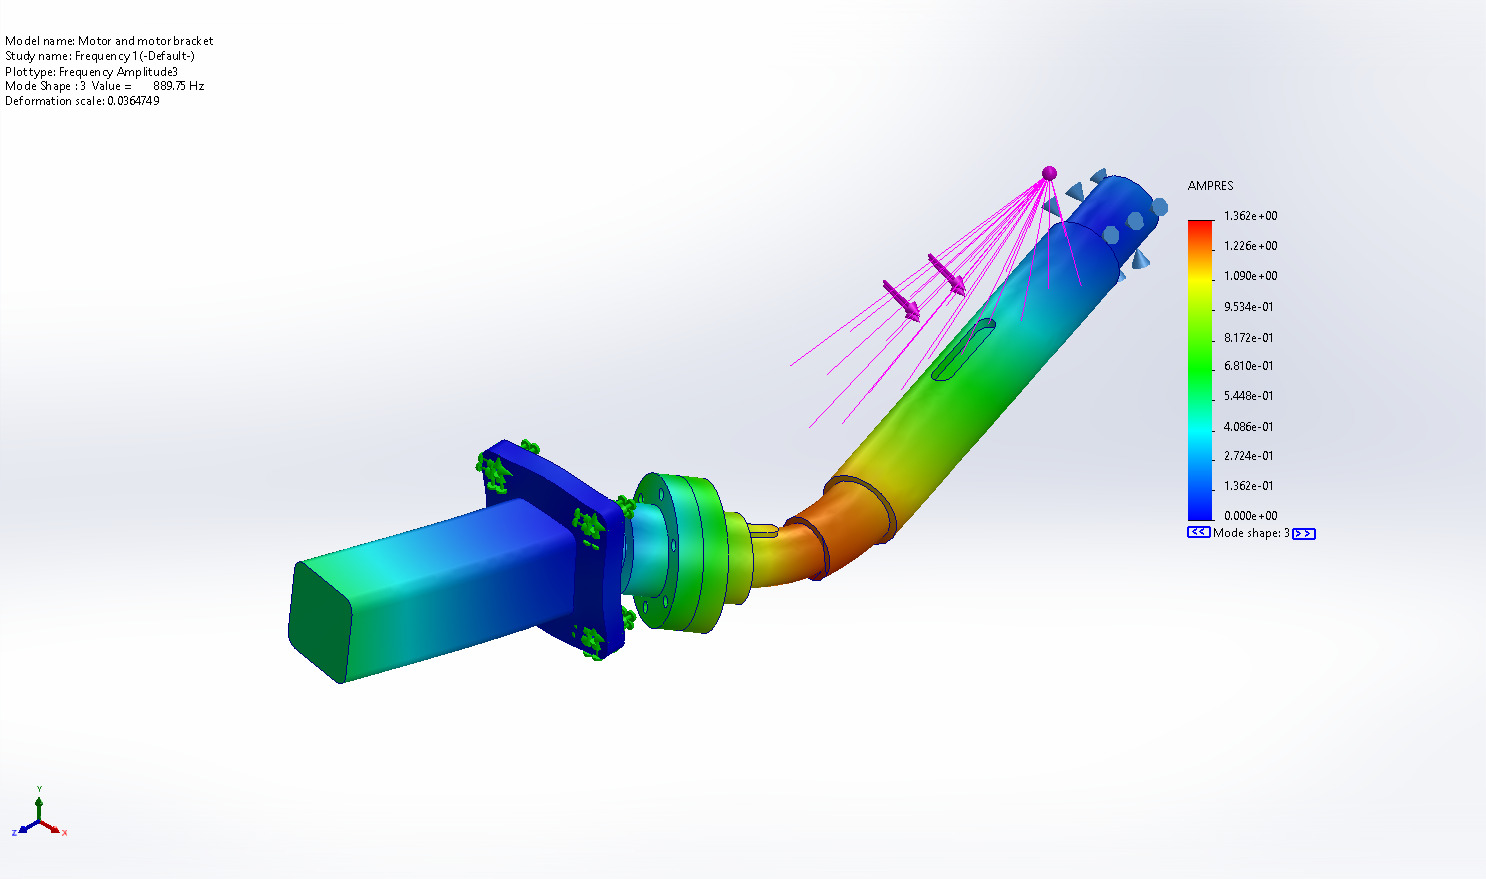 Model name: Motor and motor bracket
Study name: Frequency 1(-Default-)
Plot type: Frequency Amplitude3
Mode Shape : 3 Value = 889.75 Hz
Deformation scale: 0.0364749
AMPRES
1.362e+00
1.226e+00
1.090e+00
9.534e-01
8.172e-01
6.810e-01
5.448e-01
4.086e-01
2.724e-01
1.362e-01
0.000e+00
<< Mode shape: 3 >>
Y
Z X